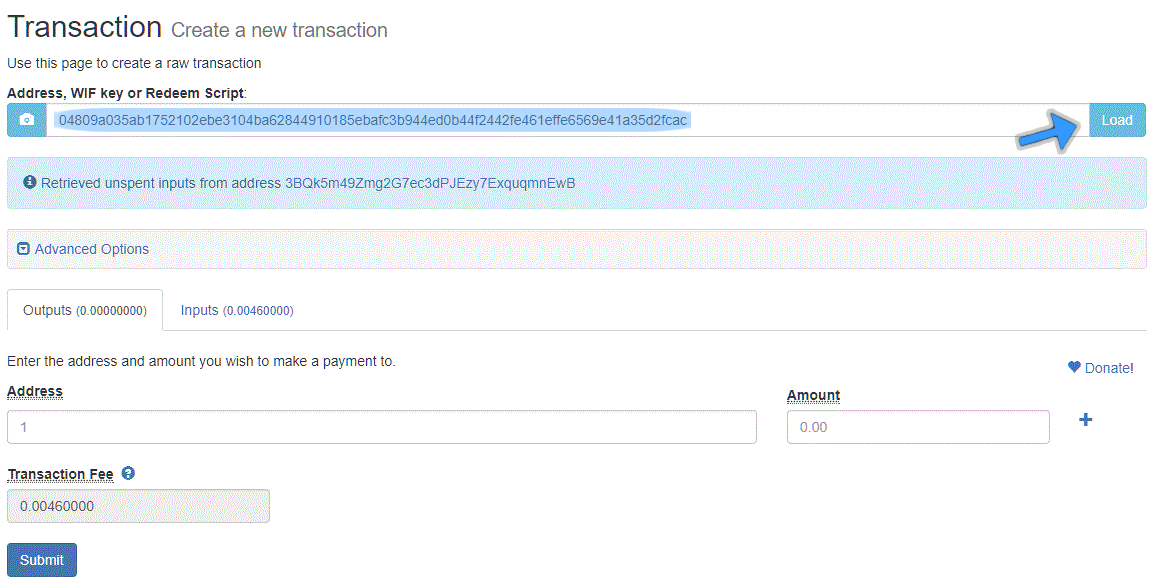 Transaction Create a new transaction
Use this page to create a raw transaction
Address, WIF key or Redeem Script:
04809a035ab1752102ebe3104ba62844910185ebafc3b944ed0b44f2442fe461effe6569e41a35d2fcac Load
Retrieved unspent inputs from address 3BQk5m49Zmg2G7ec3dPJEzy7ExquqmnEwB
Advanced Options
Outputs (0.00000000) Inputs (0.00460000)
Enter the address and amount you wish to make a payment to.
Donate!
Address Amount
1 0.00
Transaction Fee
0.00460000
Submit